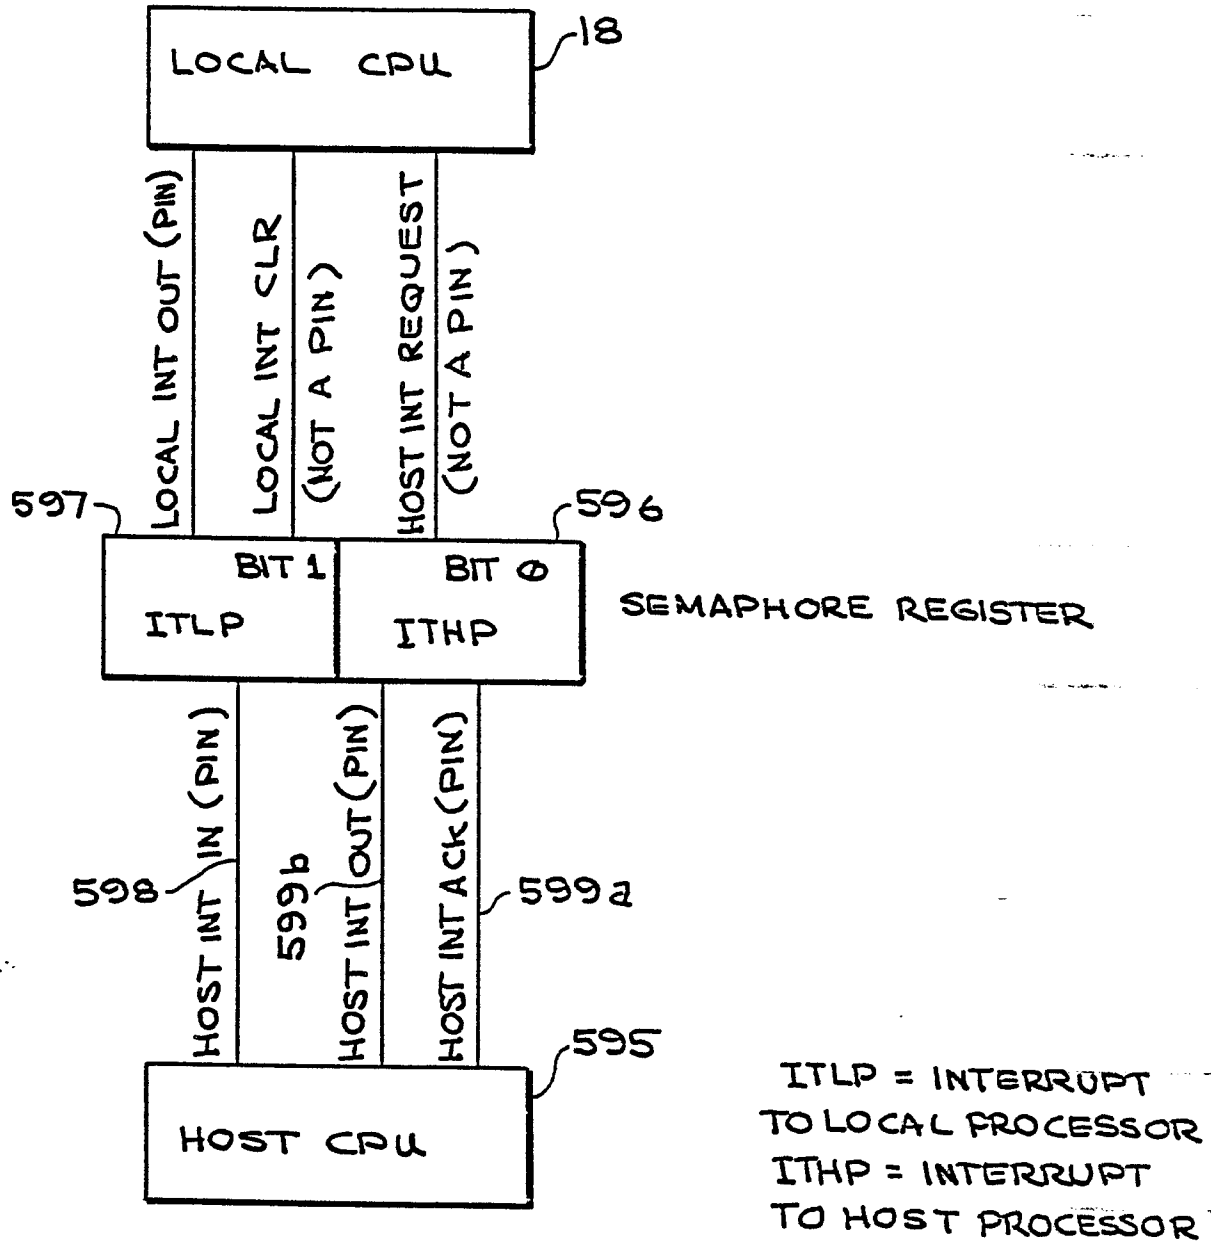 LOCAL CPU
18
LOCAL INT OUT (PIN)
LOCAL INT CLR
(NOT A PIN)
HOST INT REQUEST
(NOT A PIN)
597
596
BIT 1
ITLP
BIT 0
ITHP
SEMAPHORE REGISTER
HOST INT IN (PIN)
598
599b
HOST INT OUT (PIN)
HOST INT ACK (PIN)
599a
595
HOST CPU
ITLP = INTERRUPT
TO LOCAL PROCESSOR
ITHP = INTERRUPT
TO HOST PROCESSOR